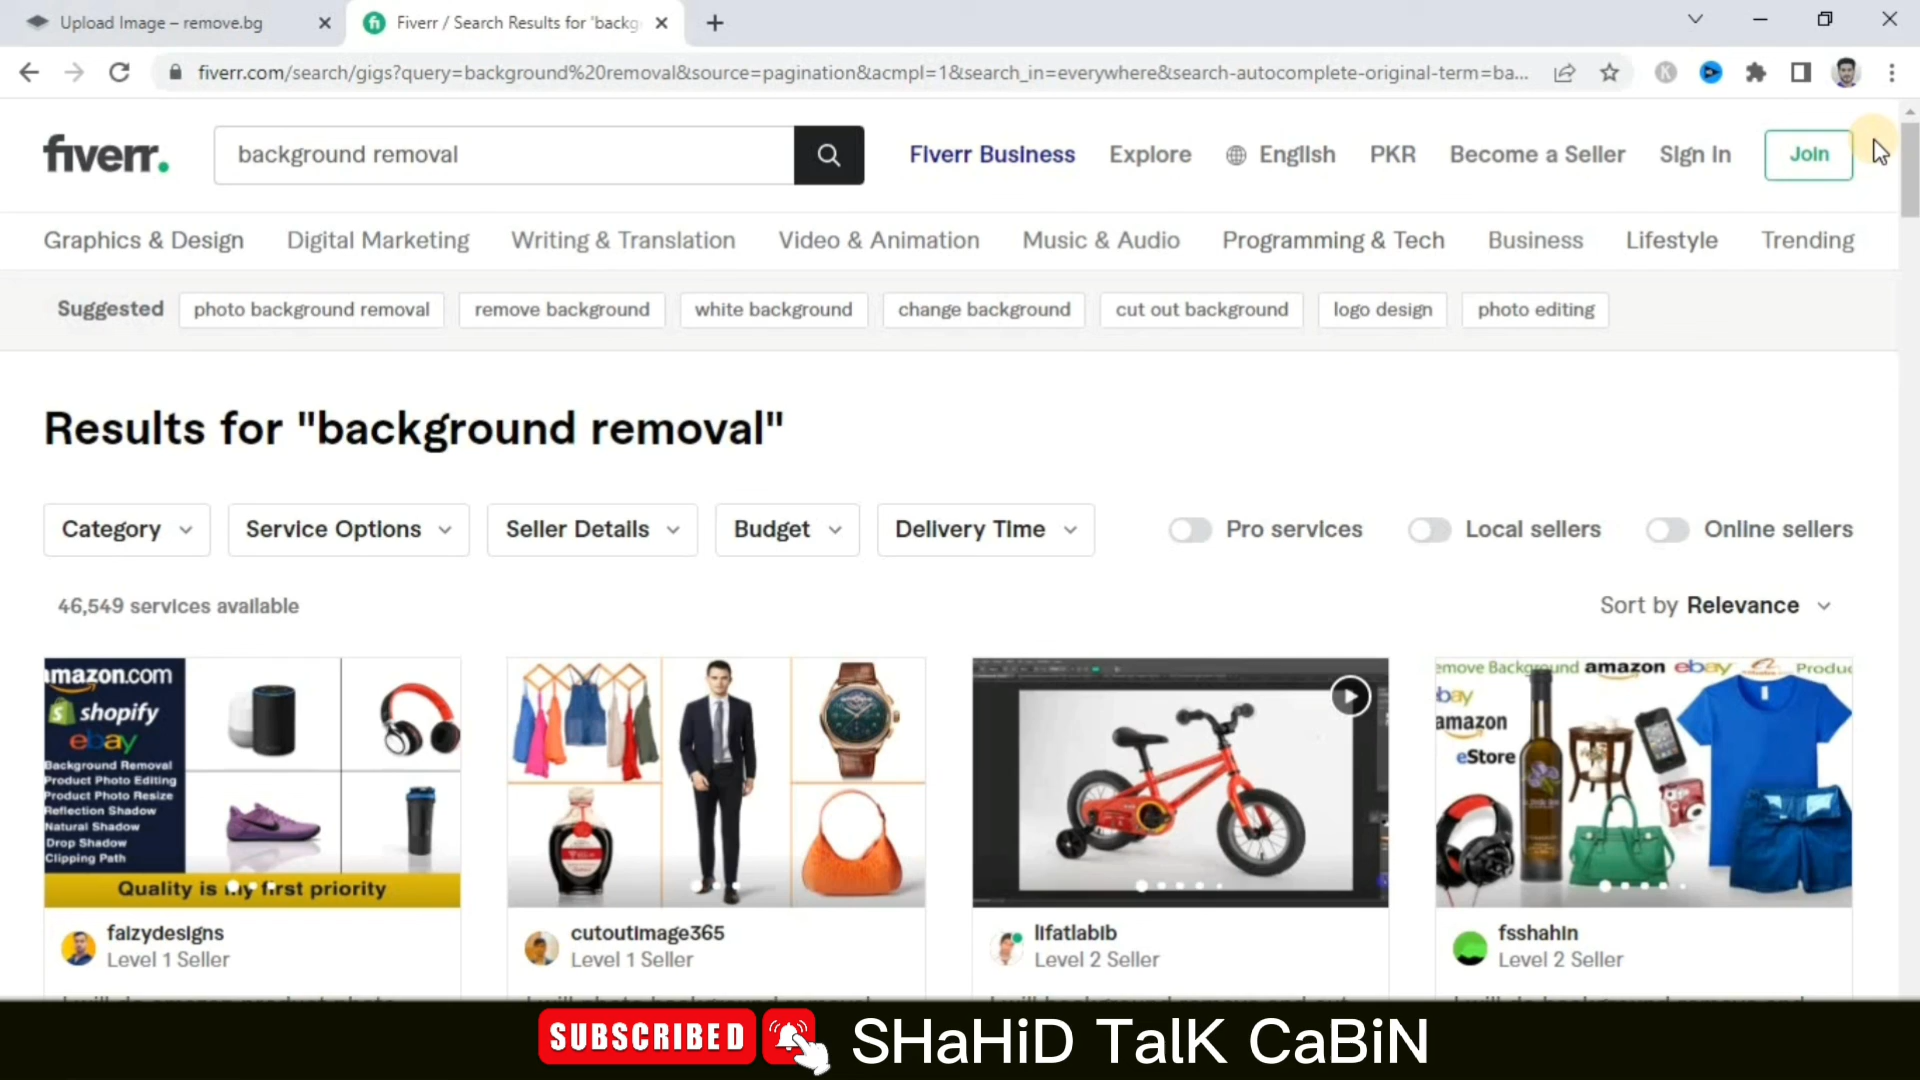 Upload Image – remove.bg
Fiverr / Search Results for 'backg
fiverr.com/search/gigs?query=background%20removal&source=pagination&acmpl=1&search_in=everywhere&search-autocomplete-original-term=ba...
fiverr.
background removal
Fiverr Business
Explore
English
PKR
Become a Seller
Sign In
Join
Graphics & Design
Digital Marketing
Writing & Translation
Video & Animation
Music & Audio
Programming & Tech
Business
Lifestyle
Trending
Suggested
photo background removal
remove background
white background
change background
cut out background
logo design
photo editing
Results for "background removal"
Category
Service Options
Seller Details
Budget
Delivery Time
Pro services
Local sellers
Online sellers
46,549 services available
Sort by Relevance
amazon.com
shopify
ebay
Background Removal
Product Photo Editing
Product Photo Resize
Reflection Shadow
Natural Shadow
Drop Shadow
Clipping Path
Quality is my first priority
emove Background amazon ebay Produc
ebay
amazon
eStore
faizydesigns
Level 1 Seller
cutoutimage365
Level 1 Seller
lifatlabib
Level 2 Seller
fsshahin
Level 2 Seller
SUBSCRIBED
SHaHiD TalK CaBiN